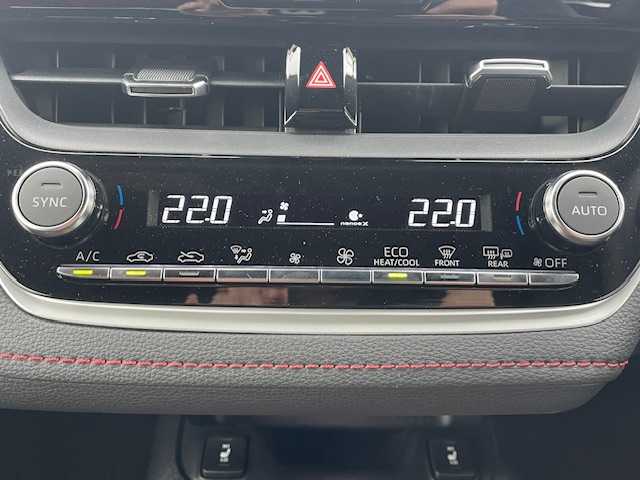 SYNC
22.0
nanoe X
22.0
AUTO
A/C
ECO
HEAT/COOL
FRONT
REAR
OFF